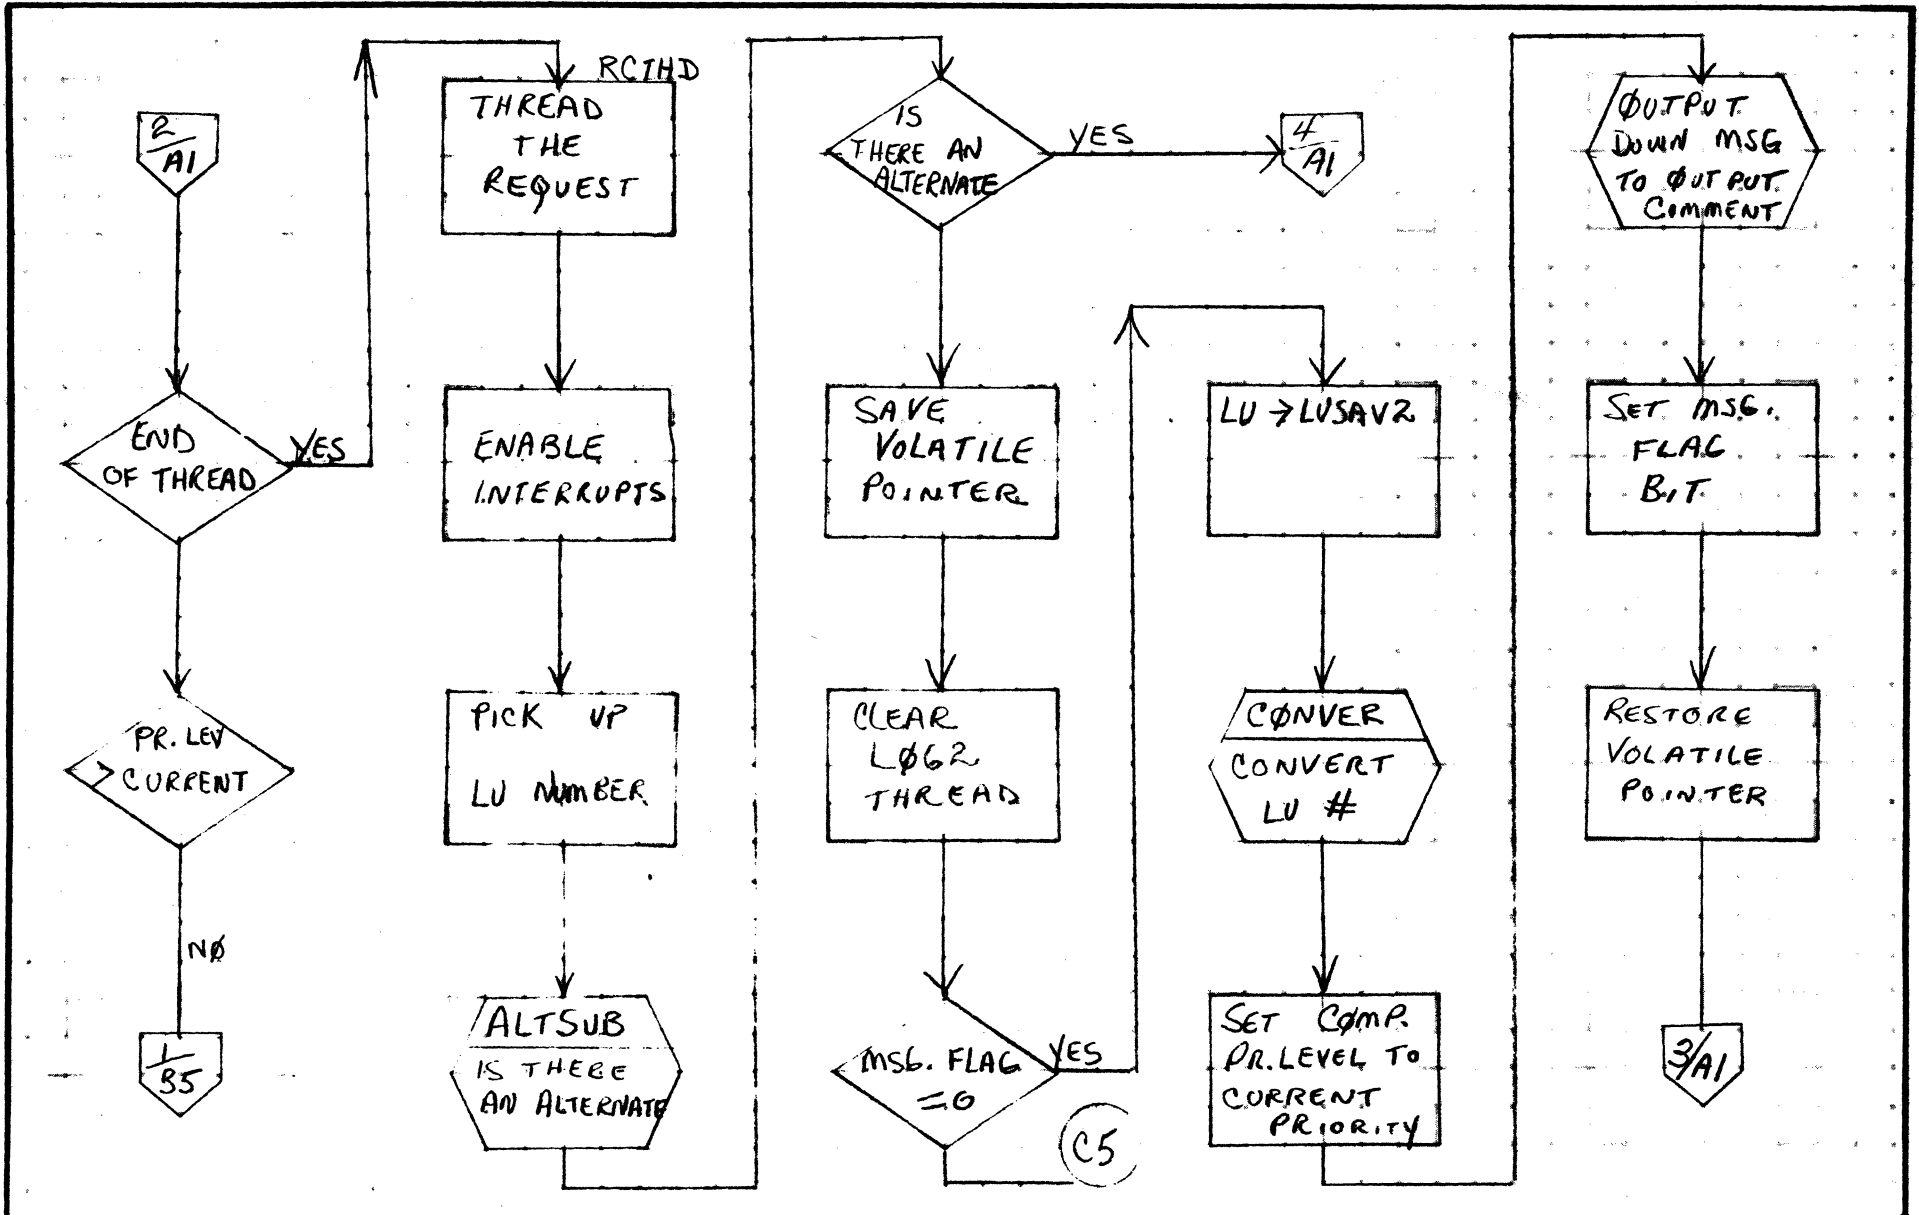 2
A1
END
OF THREAD
YES
PR. LEV
> CURRENT
NØ
1
B5
RCTHD
THREAD
THE
REQUEST
ENABLE
INTERRUPTS
PICK UP
LU NUMBER
ALTSUB
IS THERE
AN ALTERNATE
IS
THERE AN
ALTERNATE
YES
4
A1
SAVE
VOLATILE
POINTER
CLEAR
LØG2
THREAD
MSG. FLAG
=0
YES
C5
LU → LUSAV2
CØNVER
CONVERT
LU #
SET CØMP.
PR. LEVEL TO
CURRENT
PRIORITY
ØUTPUT
DOWN MSG
TO ØUTPUT
COMMENT
SET MSG.
FLAG
BIT
RESTORE
VOLATILE
POINTER
3/A1